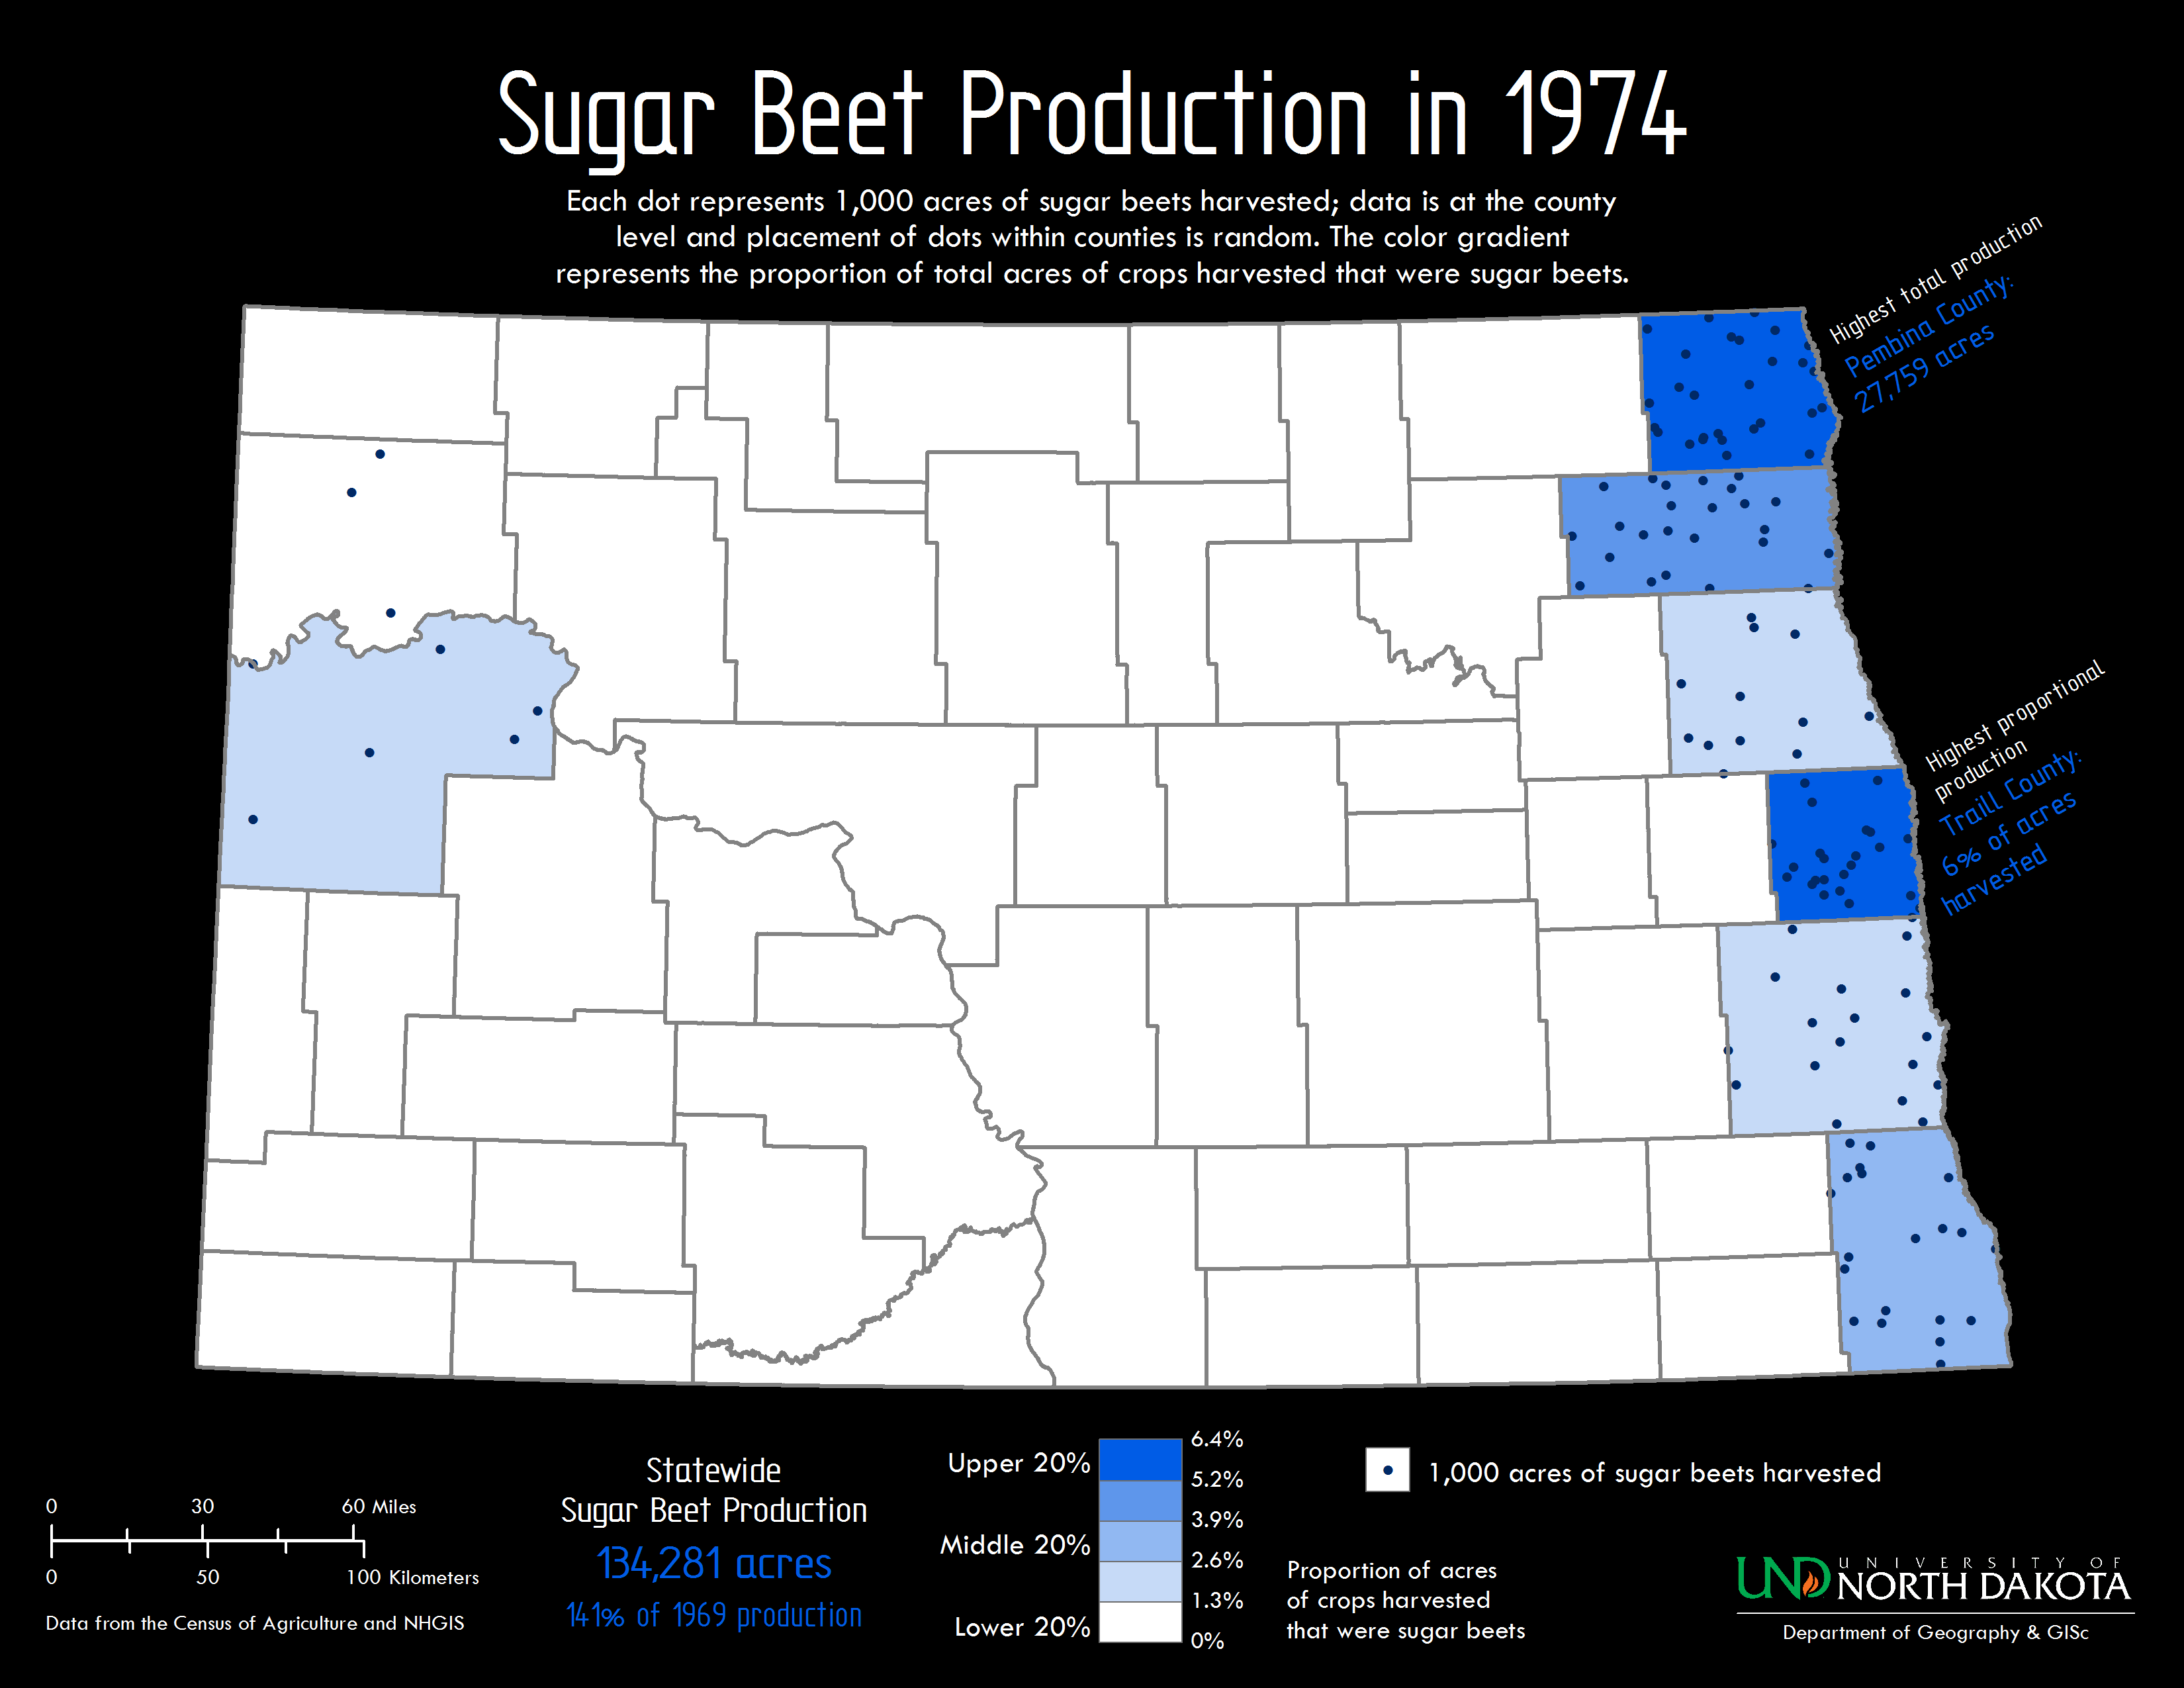 Sugar Beet Production in 1974
Each dot represents 1,000 acres of sugar beets harvested; data is at the county
level and placement of dots within counties is random. The color gradient
represents the proportion of total acres of crops harvested that were sugar beets.
Highest total production
Pembina County:
27,759 acres
Highest proportional
production
Traill County:
6% of acres
harvested
0 30 60 Miles
0 50 100 Kilometers
Data from the Census of Agriculture and NHGIS
Statewide
Sugar Beet Production
134,281 acres
141% of 1969 production
Upper 20%
Middle 20%
Lower 20%
6.4%
5.2%
3.9%
2.6%
1.3%
0%
1,000 acres of sugar beets harvested
Proportion of acres
of crops harvested
that were sugar beets
UND
UNIVERSITY OF
NORTH DAKOTA
Department of Geography & GISc